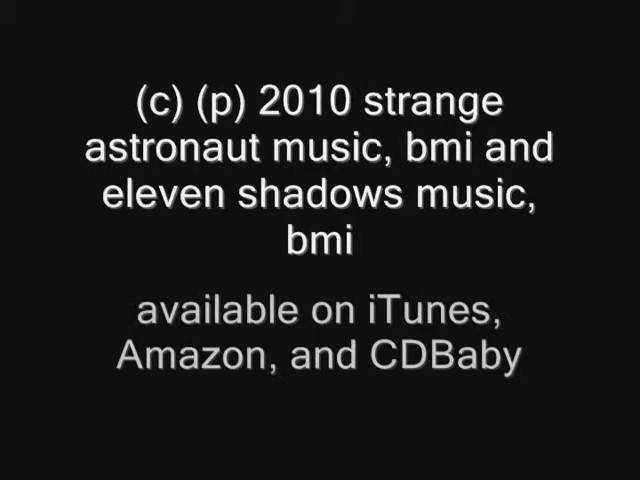 (c) (p) 2010 strange
astronaut music, bmi and
eleven shadows music,
bmi
available on iTunes,
Amazon, and CDBaby